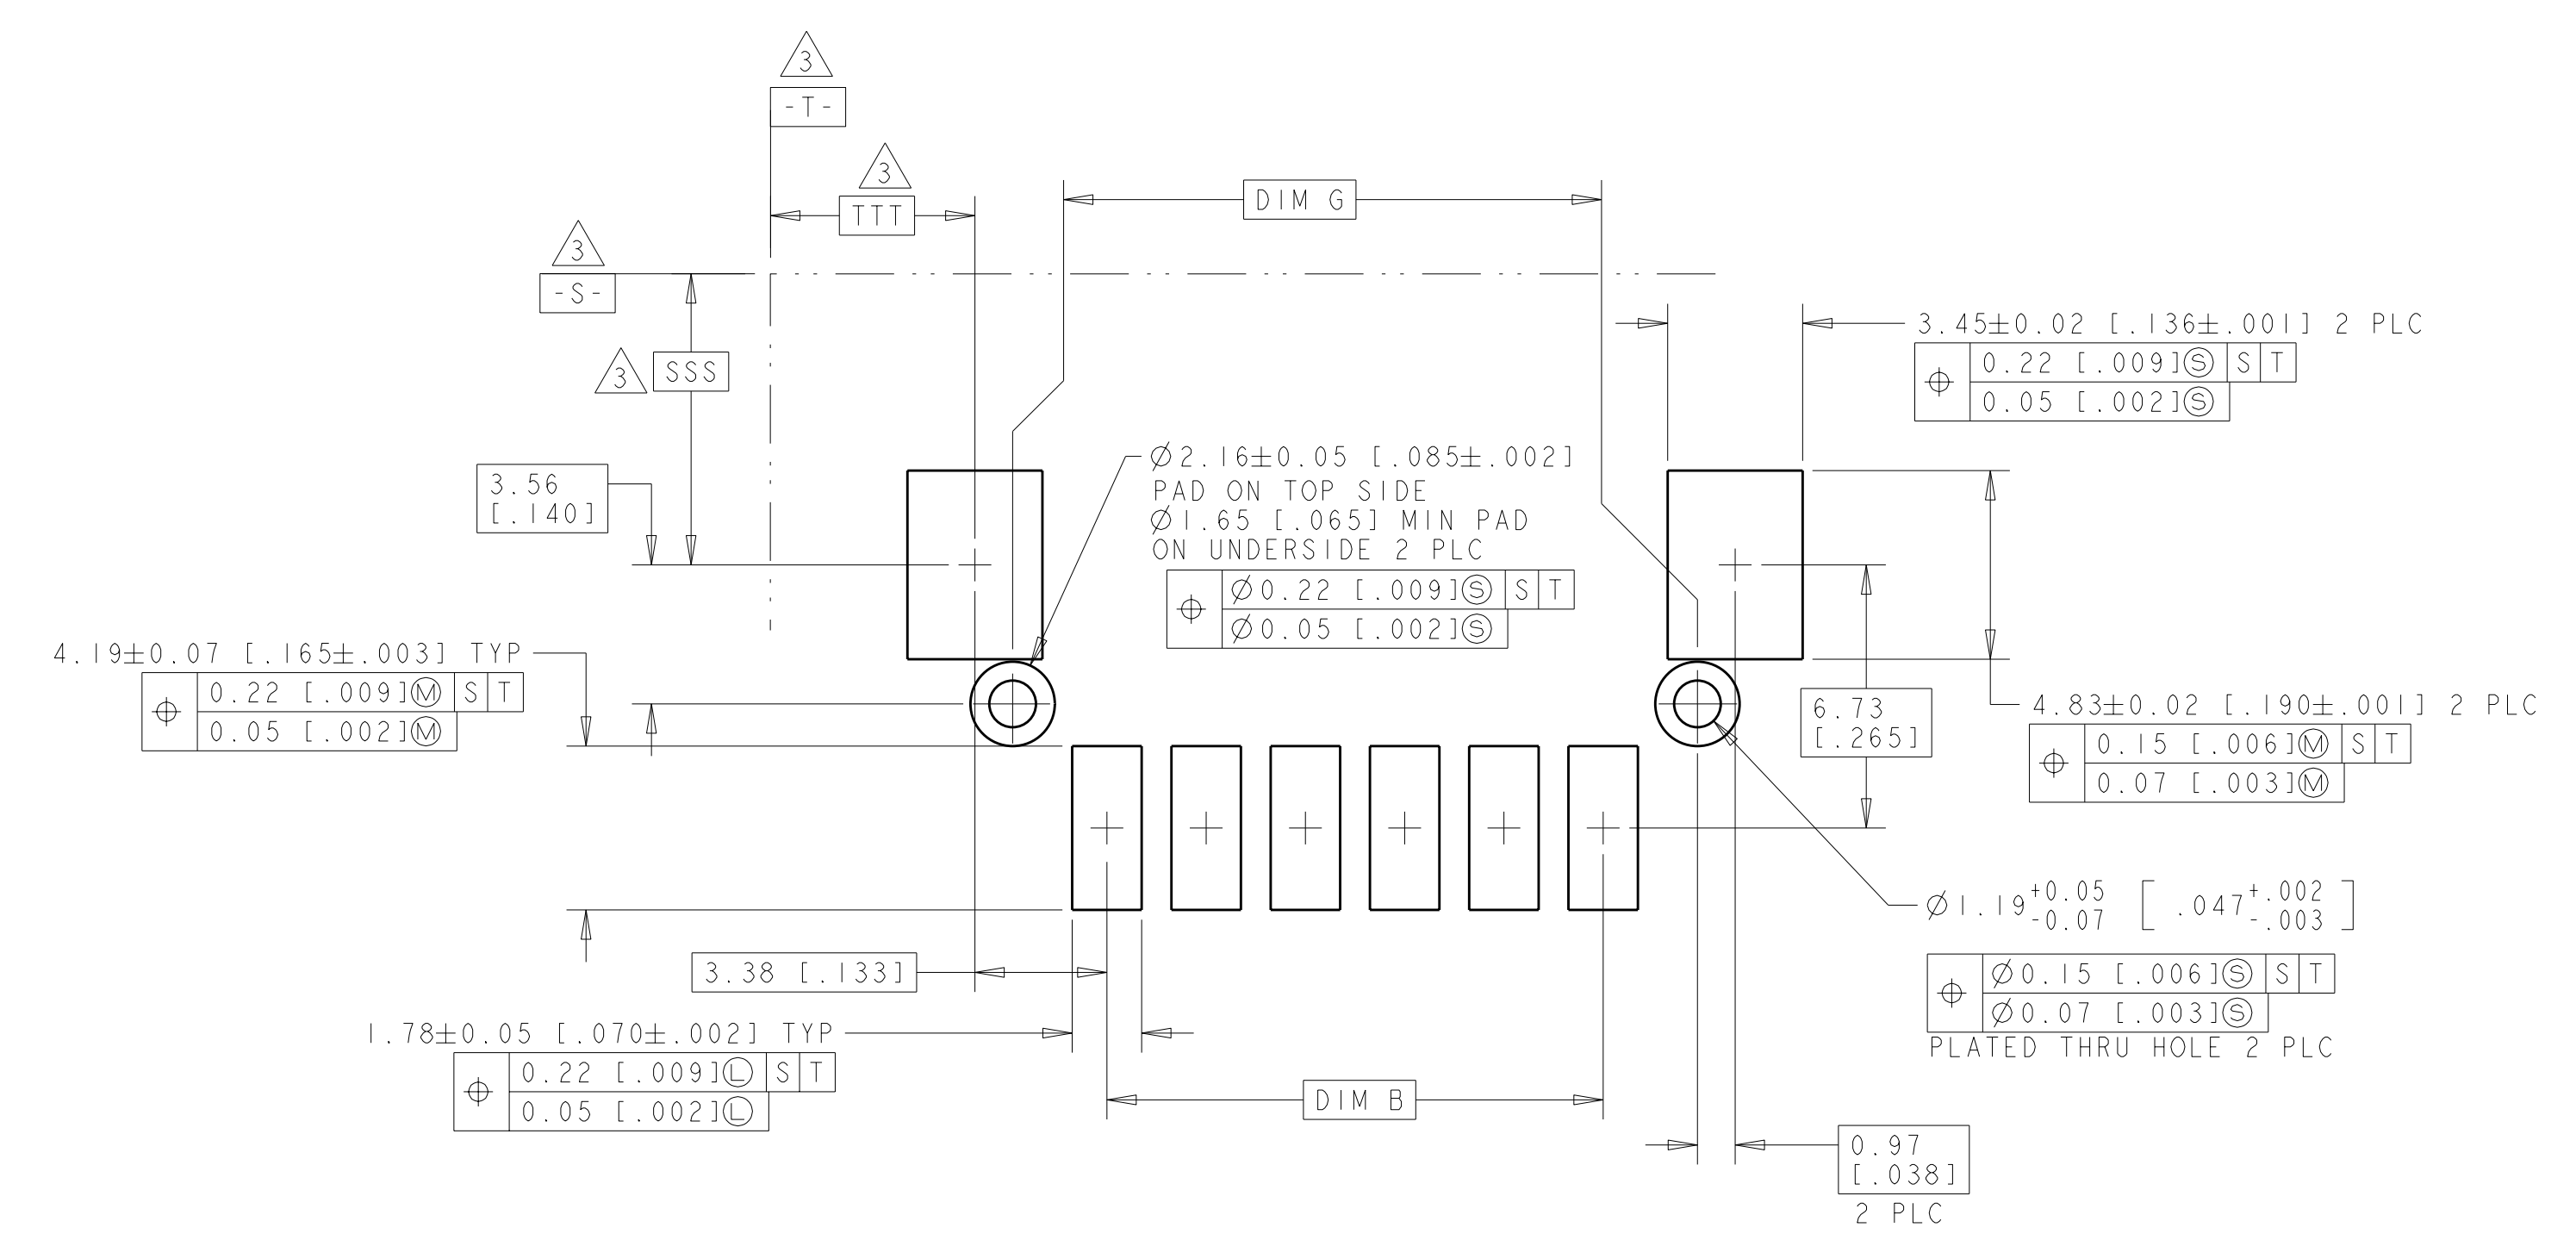 3
-T-
3
TTT
DIM G
3
-S-
3
SSS
3.45±0.02 [.136±.001] 2 PLC
0.22 [.009]Ⓢ S T
0.05 [.002]Ⓢ
3.56
[.140]
Ø2.16±0.05 [.085±.002]
PAD ON TOP SIDE
Ø1.65 [.065] MIN PAD
ON UNDERSIDE 2 PLC
Ø0.22 [.009]Ⓢ S T
Ø0.05 [.002]Ⓢ
4.19±0.07 [.165±.003] TYP
0.22 [.009]Ⓜ S T
0.05 [.002]Ⓜ
6.73
[.265]
4.83±0.02 [.190±.001] 2 PLC
0.15 [.006]Ⓜ S T
0.07 [.003]Ⓜ
Ø1.19 +0.05 -0.07 [ .047 +.002 -.003 ]
Ø0.15 [.006]Ⓢ S T
Ø0.07 [.003]Ⓢ
PLATED THRU HOLE 2 PLC
3.38 [.133]
1.78±0.05 [.070±.002] TYP
0.22 [.009]Ⓛ S T
0.05 [.002]Ⓛ
DIM B
0.97
[.038]
2 PLC